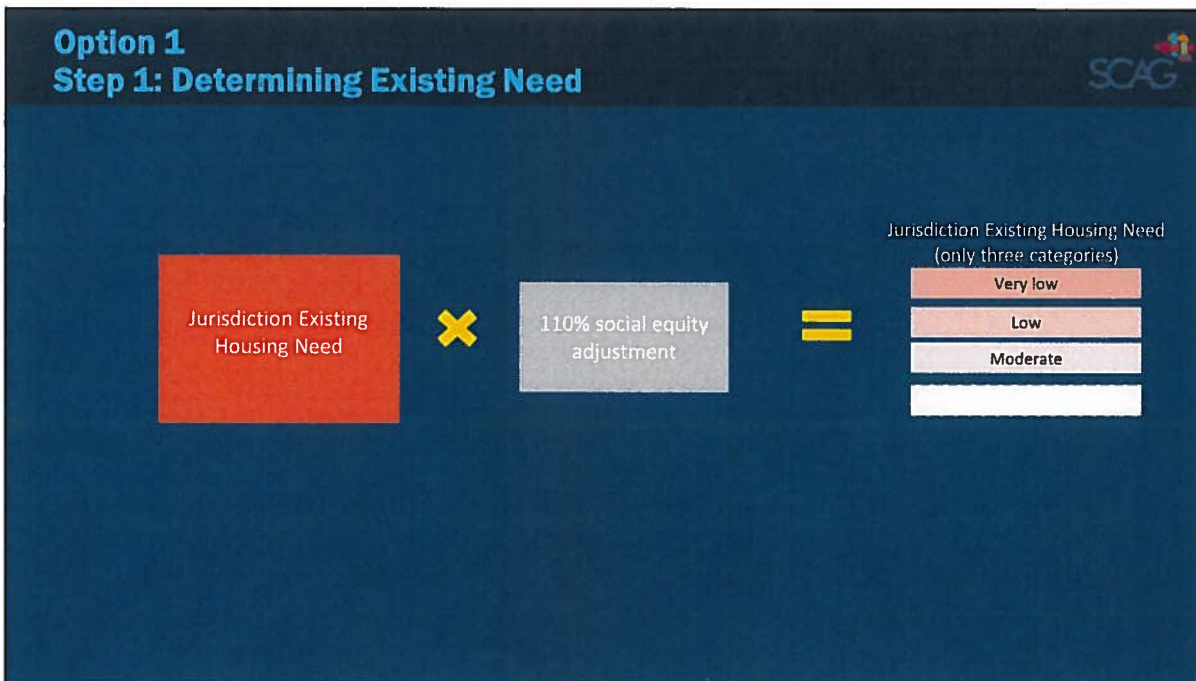 Option 1
Step 1: Determining Existing Need
SCAG
Jurisdiction Existing
Housing Need
110% social equity
adjustment
Jurisdiction Existing Housing Need
(only three categories)
Very low
Low
Moderate